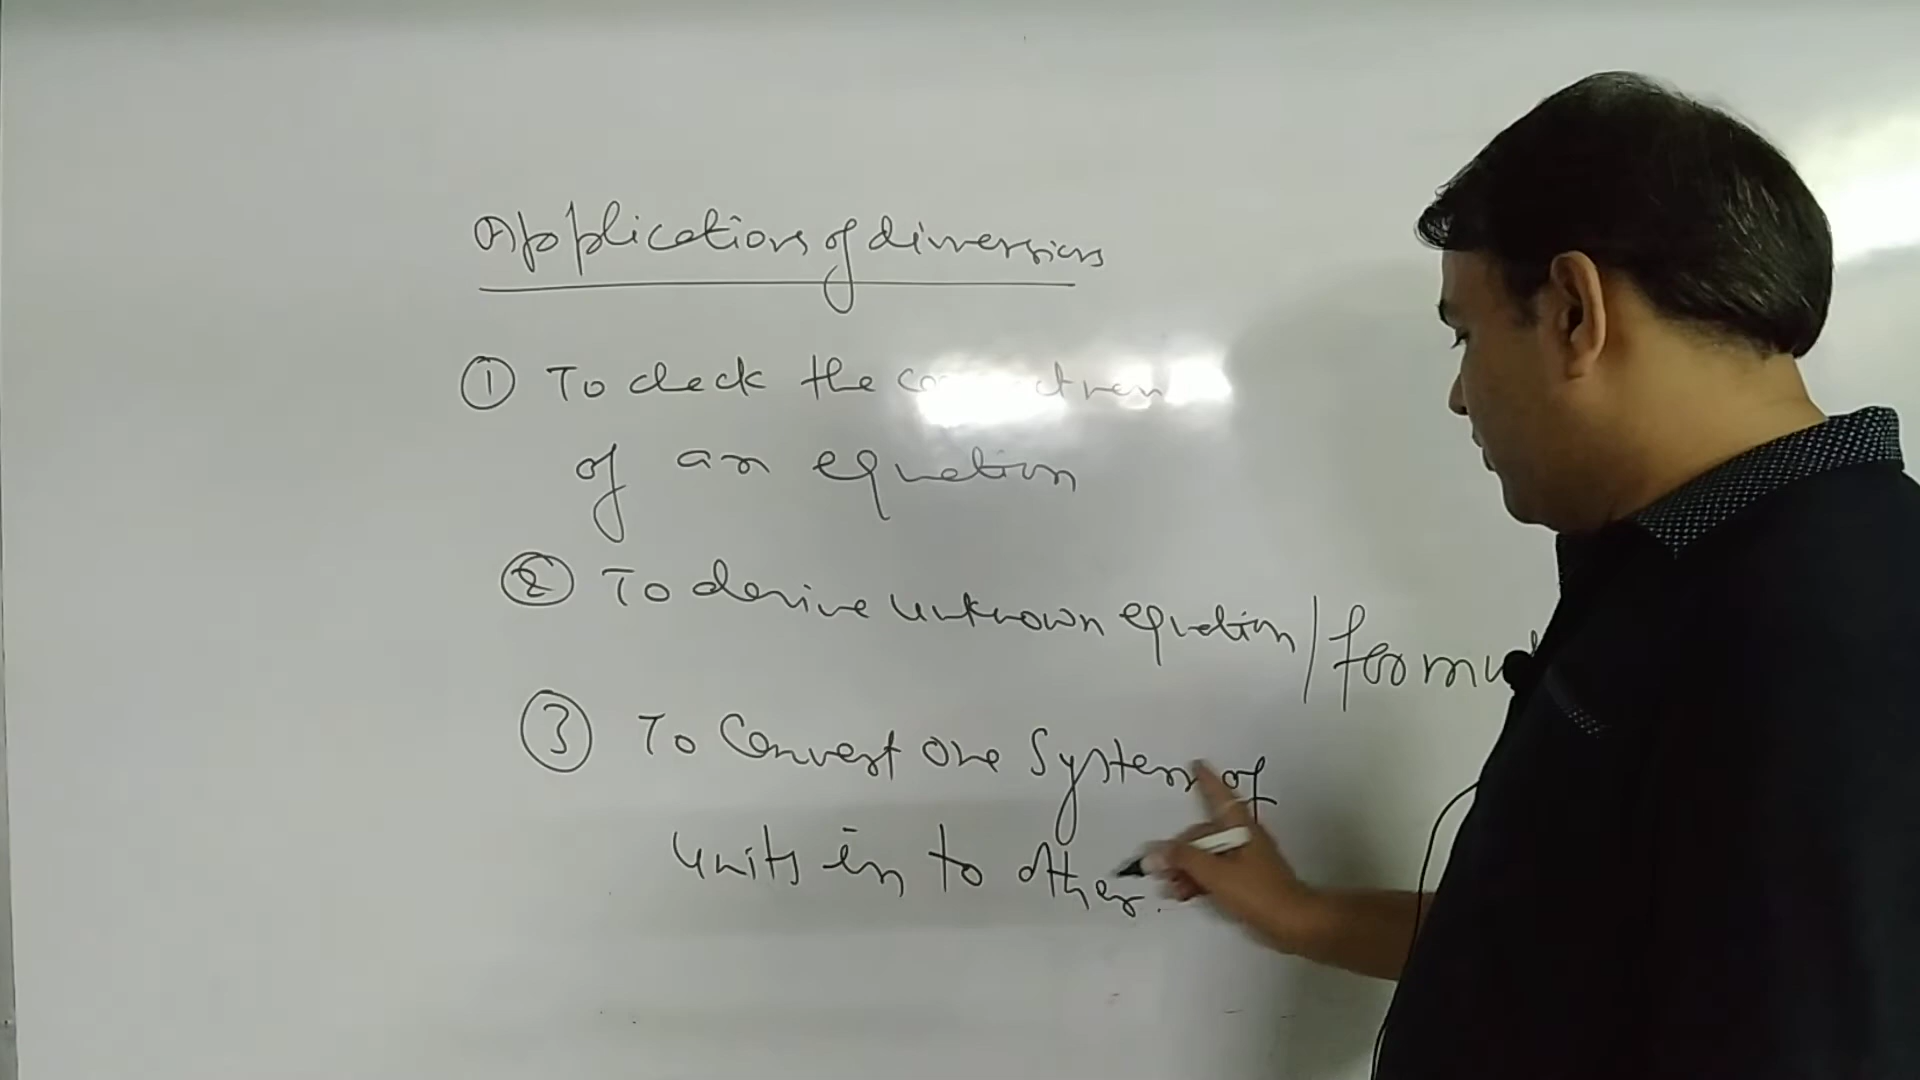 Applications of dimensions
① To check the
of an equation
② To derive unknown equation/formu
③ To Convert one System of
units in to other.